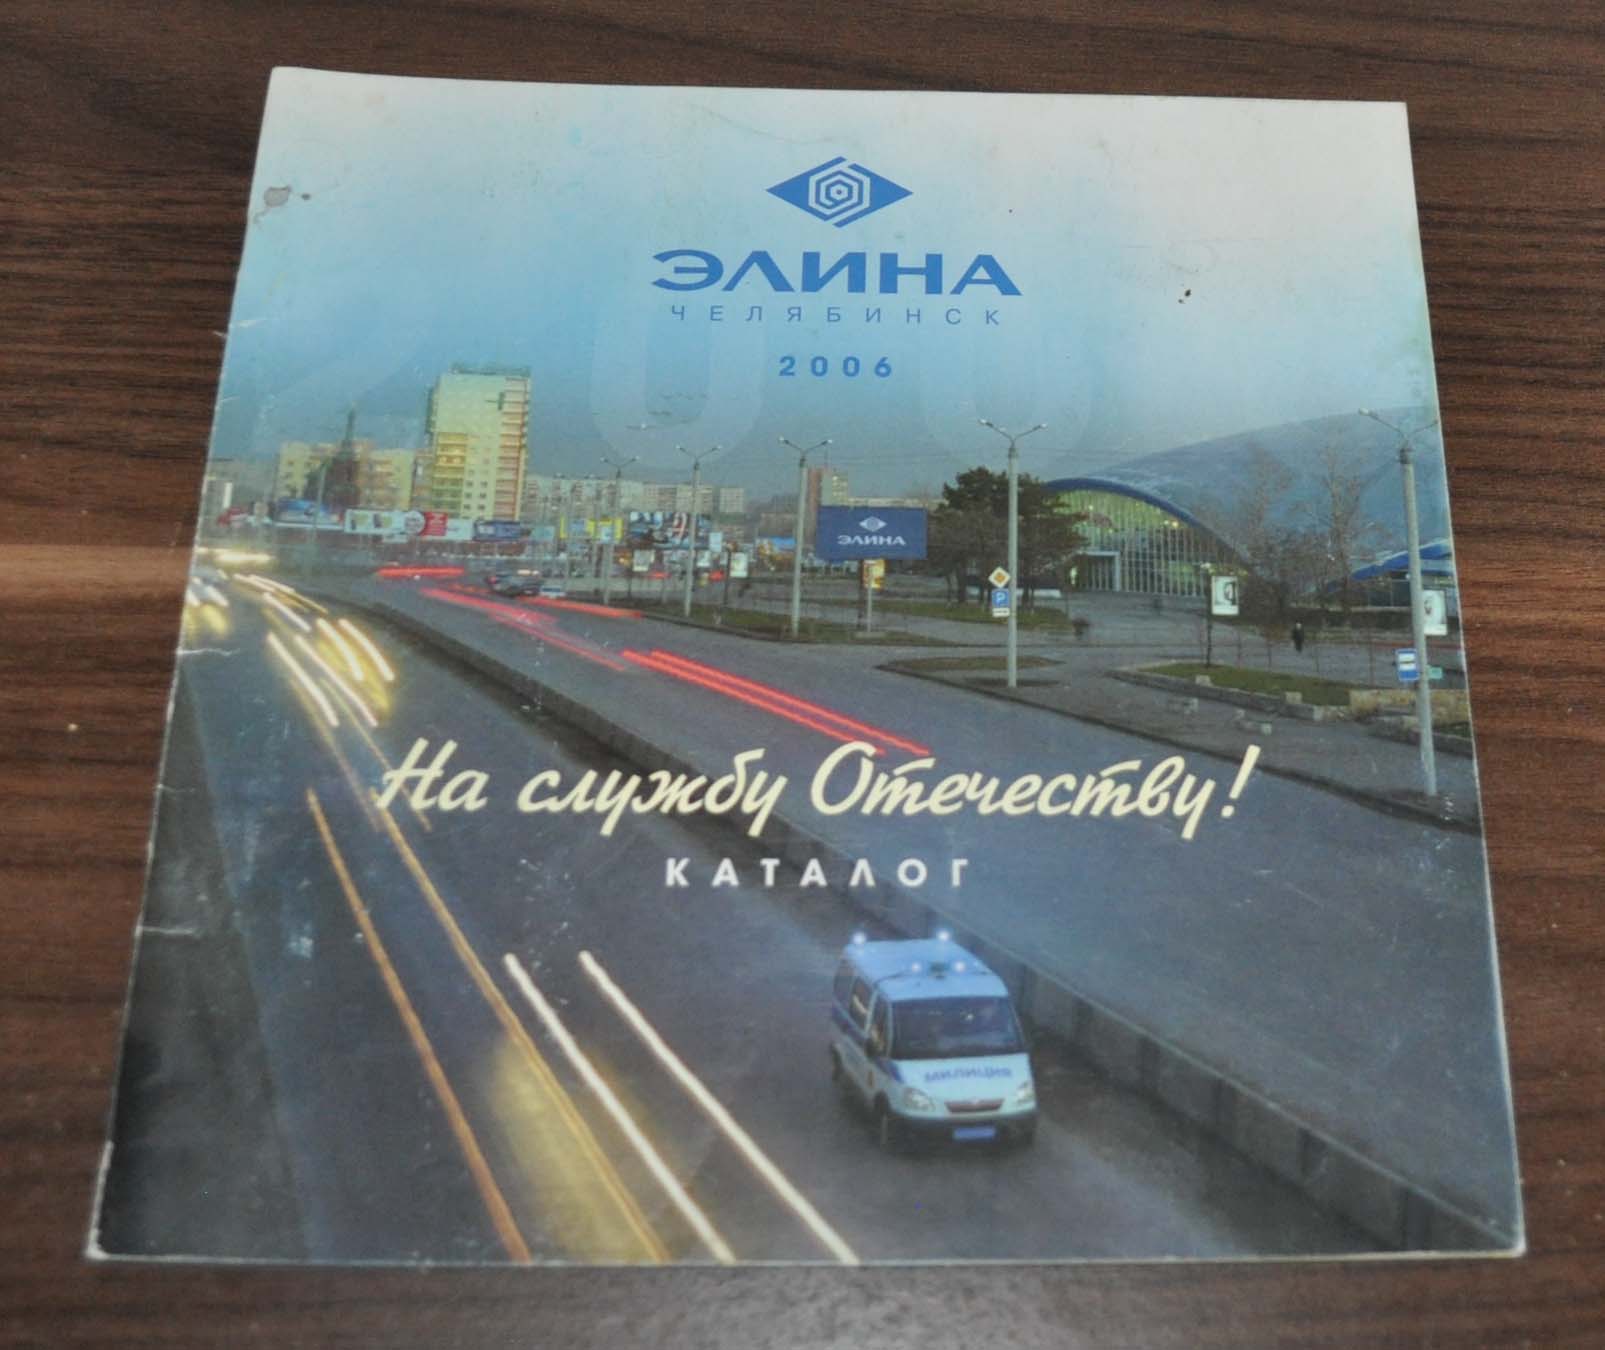 ЭЛИНА
ЧЕЛЯБИНСК
2006
ЭЛИНА
P
На службу Отечеству!
КАТАЛОГ
МИЛИЦИЯ